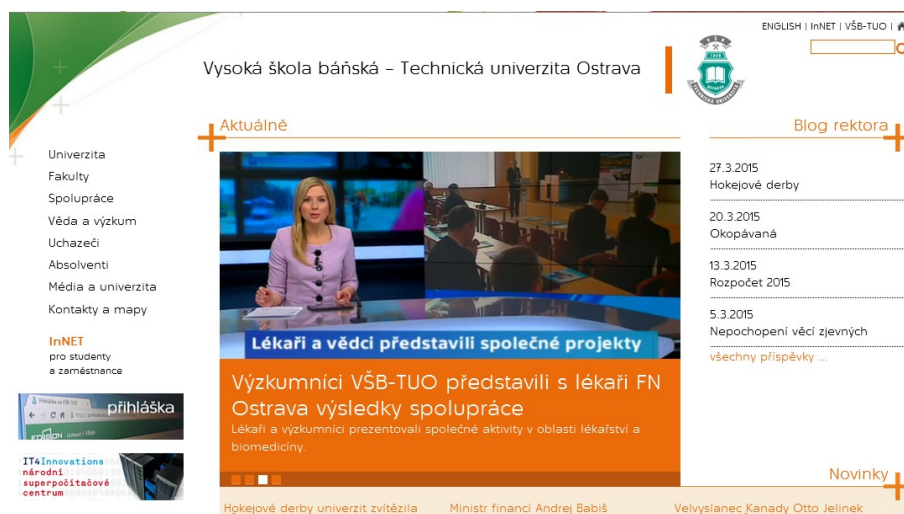 ENGLISH | InNET | VŠB-TUO |
Vysoká škola báňská – Technická univerzita Ostrava
Univerzita
Fakulty
Spolupráce
Věda a výzkum
Uchazeči
Absolventi
Média a univerzita
Kontakty a mapy
InNET
pro studenty
a zaměstnance
přihláška
EDISON
IT4Innovations
národní
superpočítačové
centrum
Aktuálně
Lékaři a vědci představili společné projekty
Výzkumníci VŠB-TUO představili s lékaři FN
Ostrava výsledky spolupráce
Lékaři a výzkumníci prezentovali společné aktivity v oblasti lékařství a
biomedicíny.
Blog rektora
27.3.2015
Hokejové derby
20.3.2015
Okopávaná
13.3.2015
Rozpočet 2015
5.3.2015
Nepochopení věcí zjevných
všechny příspěvky ...
Novinky
Hokejové derby univerzit zvítězila
Ministr financí Andrej Babiš
Velvyslanec Kanady Otto Jelinek